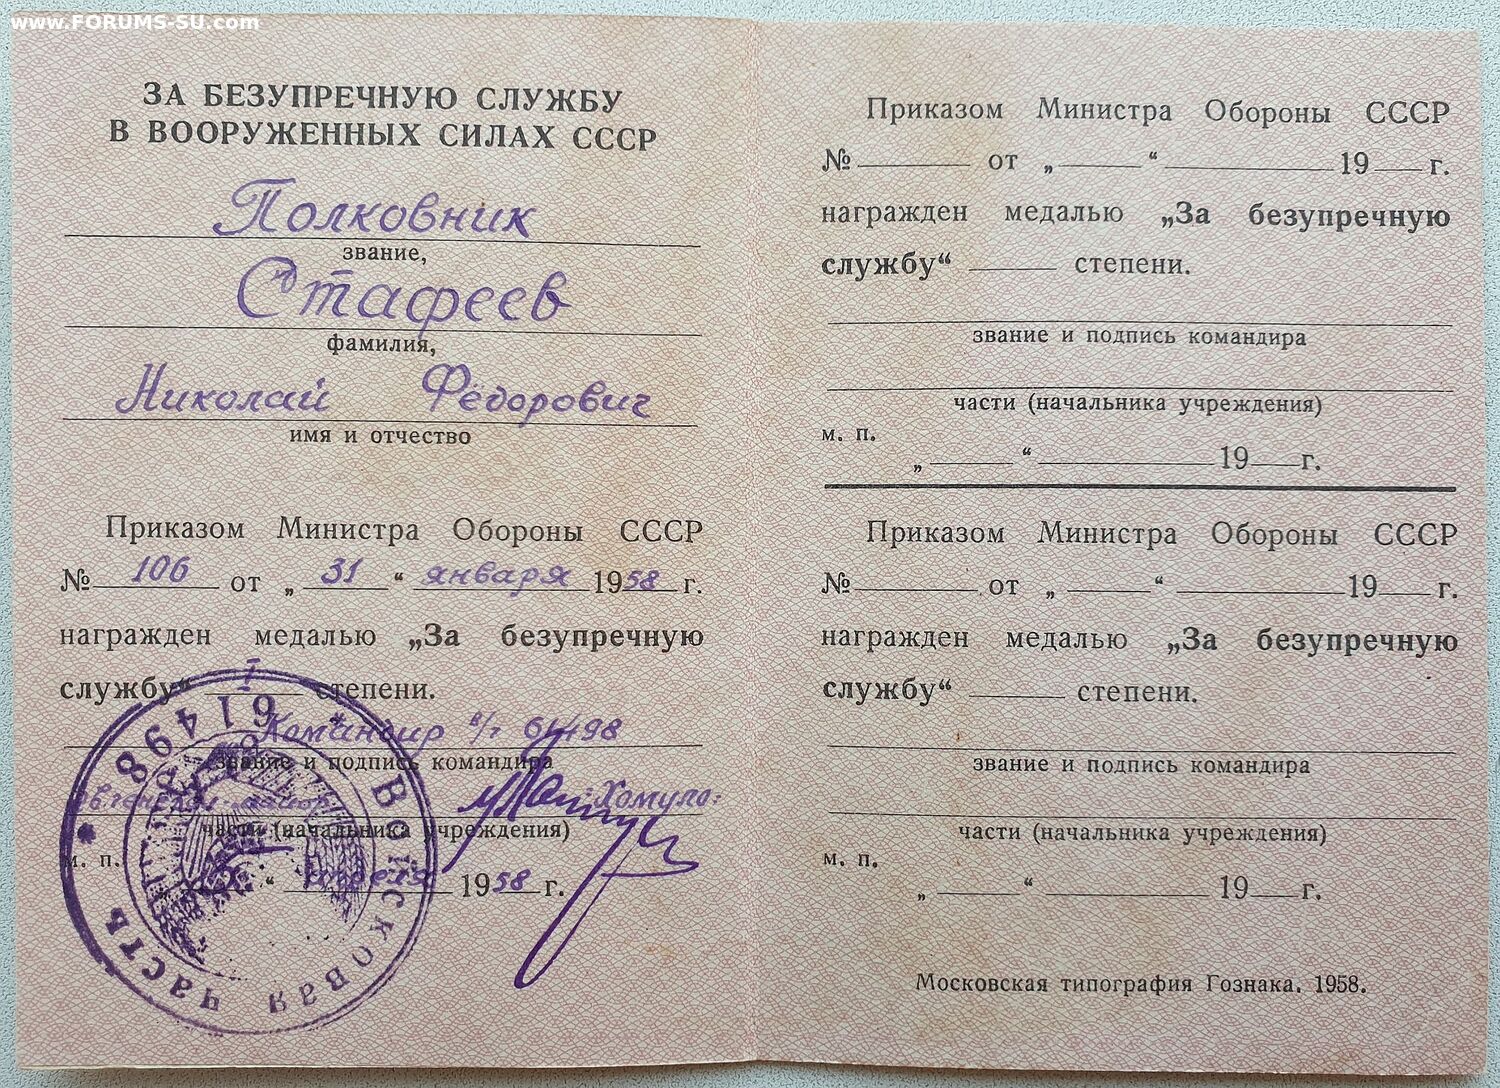 www.FORUMS-SU.com
ЗА БЕЗУПРЕЧНУЮ СЛУЖБУ
В ВООРУЖЕННЫХ СИЛАХ СССР
Полковник
звание,
Стафеев
фамилия,
Николай Фёдорович
имя и отчество
Приказом Министра Обороны СССР
№ 106 от „ 31 “ января 1958 г.
награжден медалью „За безупречную
службу“ I степени.
Командир в/ч 61498
звание и подпись командира
майор :Хомуло:
части (начальника учреждения)
м. п.
„ “ апреля 1958 г.
* ВОЙСКОВАЯ ЧАСТЬ * 61498
Приказом Министра Обороны СССР
№ от „ “ 19 г.
награжден медалью „За безупречную
службу“ степени.
звание и подпись командира
части (начальника учреждения)
м. п.
„ “ 19 г.
Приказом Министра Обороны СССР
№ от „ “ 19 г.
награжден медалью „За безупречную
службу“ степени.
звание и подпись командира
части (начальника учреждения)
м. п.
„ “ 19 г.
Московская типография Гознака. 1958.